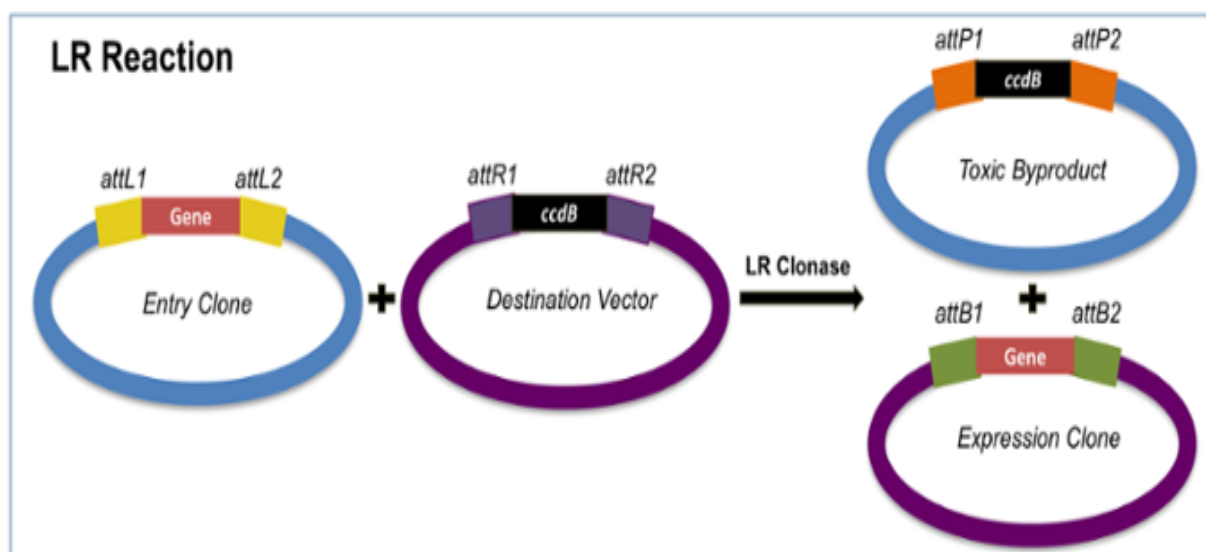 LR Reaction
attL1 attL2
Gene
Entry Clone
+
attR1 attR2
ccdB
Destination Vector
LR Clonase
attP1 attP2
ccdB
Toxic Byproduct
+
attB1 attB2
Gene
Expression Clone